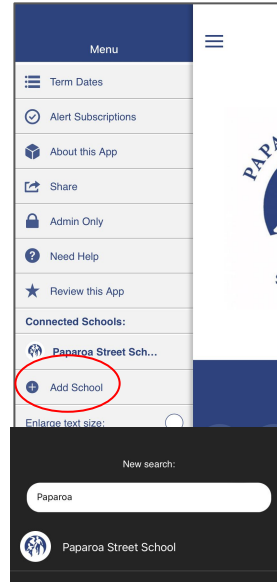 Menu
Term Dates
Alert Subscriptions
About this App
Share
Admin Only
Need Help
Review this App
Connected Schools:
Paparoa Street Sch...
Add School
Enlarge text size:
New search:
Paparoa
Paparoa Street School